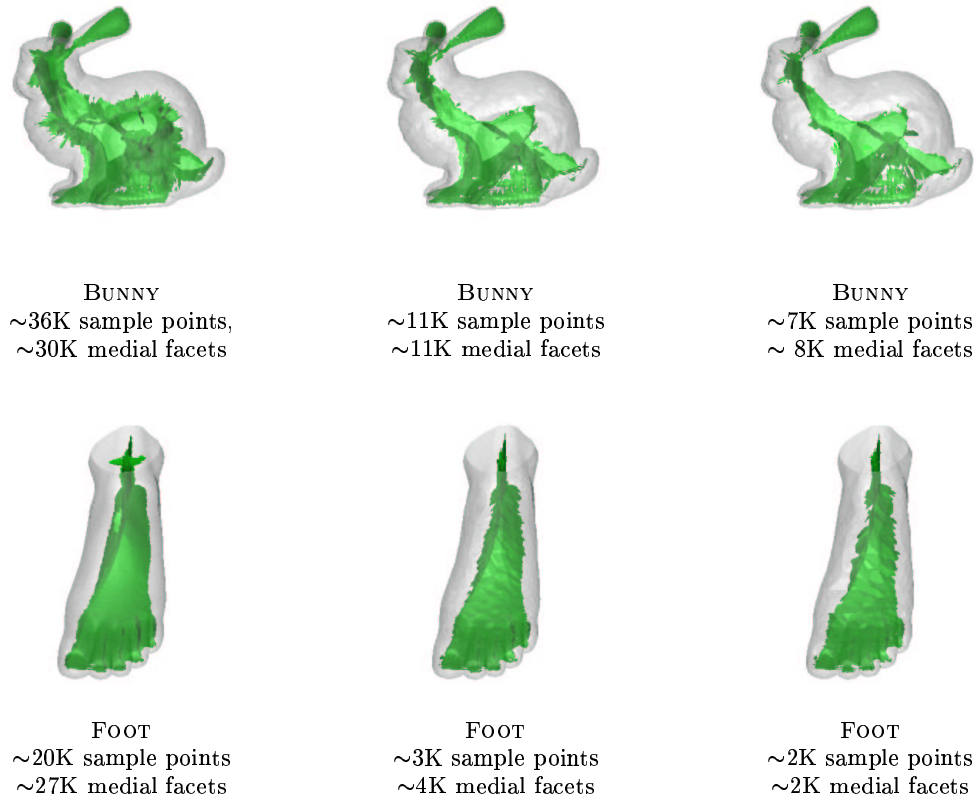 BUNNY
~36K sample points,
~30K medial facets
BUNNY
~11K sample points
~11K medial facets
BUNNY
~7K sample points
~ 8K medial facets
FOOT
~20K sample points
~27K medial facets
FOOT
~3K sample points
~4K medial facets
FOOT
~2K sample points
~2K medial facets